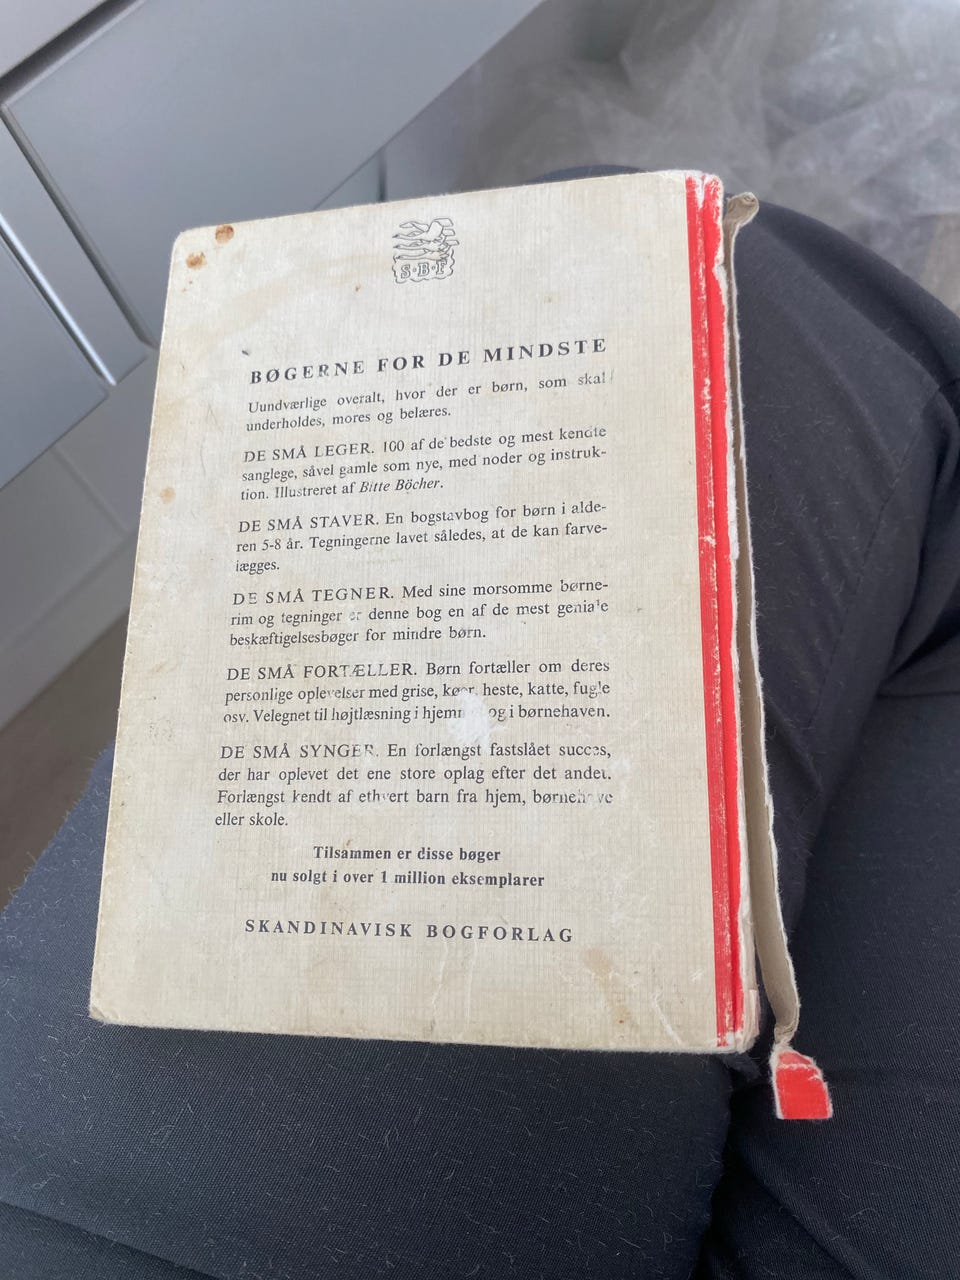 S·B·F
BØGERNE FOR DE MINDSTE
Uundværlige overalt, hvor der er børn, som skal
underholdes, mores og belæres.
DE SMÅ LEGER. 100 af de bedste og mest kendte
sanglege, såvel gamle som nye, med noder og instruk-
tion. Illustreret af Bitte Böcher.
DE SMÅ STAVER. En bogstavbog for børn i alde-
ren 5-8 år. Tegningerne lavet således, at de kan farve-
lægges.
DE SMÅ TEGNER. Med sine morsomme børne-
rim og tegninger er denne bog en af de mest geniale
beskæftigelsesbøger for mindre børn.
DE SMÅ FORTÆLLER. Børn fortæller om deres
personlige oplevelser med grise, køer, heste, katte, fugle
osv. Velegnet til højtlæsning i hjemm og i børnehaven.
DE SMÅ SYNGER. En forlængst fastslået succes,
der har oplevet det ene store oplag efter det andet.
Forlængst kendt af ethvert barn fra hjem, børnehave
eller skole.
Tilsammen er disse bøger
nu solgt i over 1 million eksemplarer
SKANDINAVISK BOGFORLAG